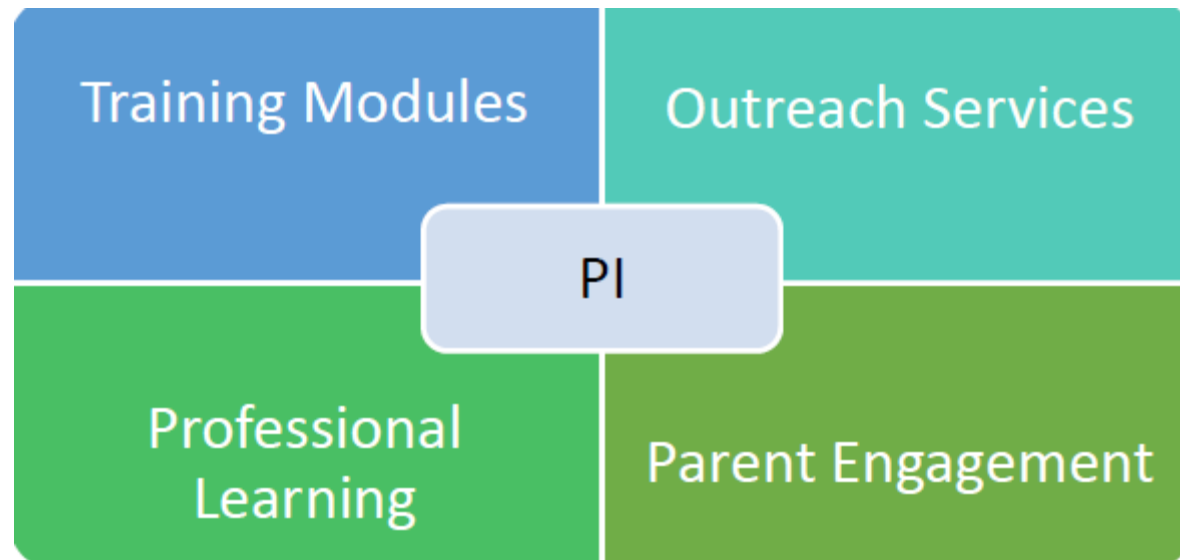 Training Modules
Outreach Services
PI
Professional
Learning
Parent Engagement